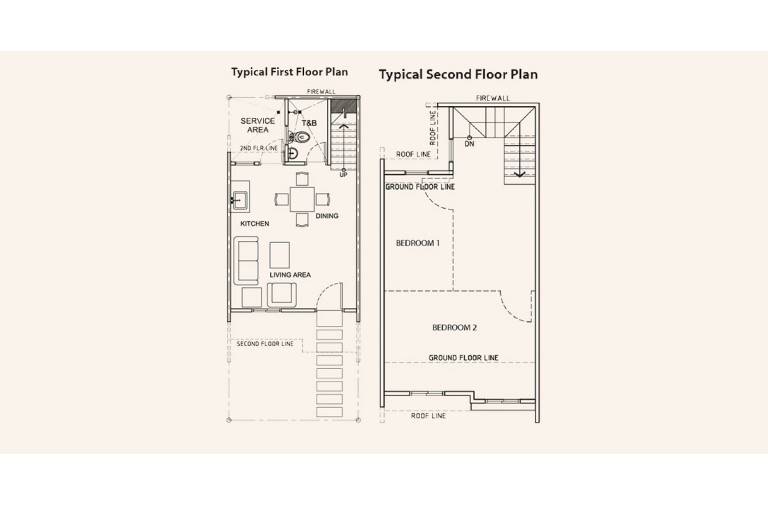 Typical First Floor Plan
FIREWALL
SERVICE
AREA
T&B
2ND FLR.LINE
UP
DINING
KITCHEN
LIVING AREA
SECOND FLOOR LINE
Typical Second Floor Plan
FIREWALL
ROOF LINE
DN
ROOF LINE
GROUND FLOOR LINE
BEDROOM 1
BEDROOM 2
GROUND FLOOR LINE
ROOF LINE